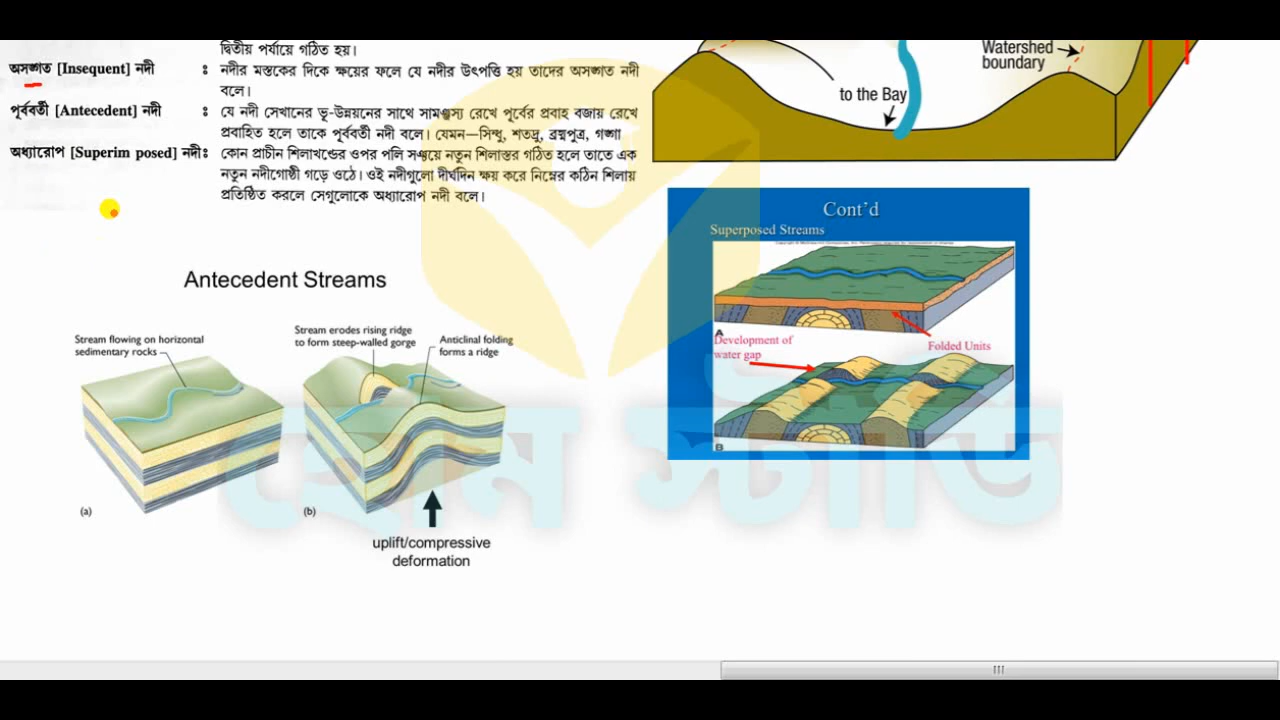 দ্বিতীয় পর্যায়ে গঠিত হয়।
অসঙ্গত [Insequent] নদী : নদীর মস্তকের দিকে ক্ষয়ের ফলে যে নদীর উৎপত্তি হয় তাদের অসঙ্গত নদী
বলে।
পূর্ববর্তী [Antecedent] নদী : যে নদী সেখানের ভূ-উন্নয়নের সাথে সামঞ্জস্য রেখে পূর্বের প্রবাহ বজায় রেখে
প্রবাহিত হলে তাকে পূর্ববর্তী নদী বলে। যেমন—সিন্ধু, শতদ্রু, ব্রহ্মপুত্র, গঙ্গা
অধ্যারোপ [Superim posed] নদীঃ কোন প্রাচীন শিলাখণ্ডের ওপর পলি সঞ্চয়ে নতুন শিলাস্তর গঠিত হলে তাতে এক
নতুন নদীগোষ্ঠী গড়ে ওঠে। ওই নদীগুলো দীর্ঘদিন ক্ষয় করে নিম্নের কঠিন শিলায়
প্রতিষ্ঠিত করলে সেগুলোকে অধ্যারোপ নদী বলে।
Watershed
boundary
to the Bay
Antecedent Streams
Stream flowing on horizontal
sedimentary rocks
Stream erodes rising ridge
to form steep-walled gorge
Anticlinal folding
forms a ridge
(a)
(b)
uplift/compressive
deformation
Cont'd
Superposed Streams
A
Development of
water gap
Folded Units
B
হোম স্টাডি